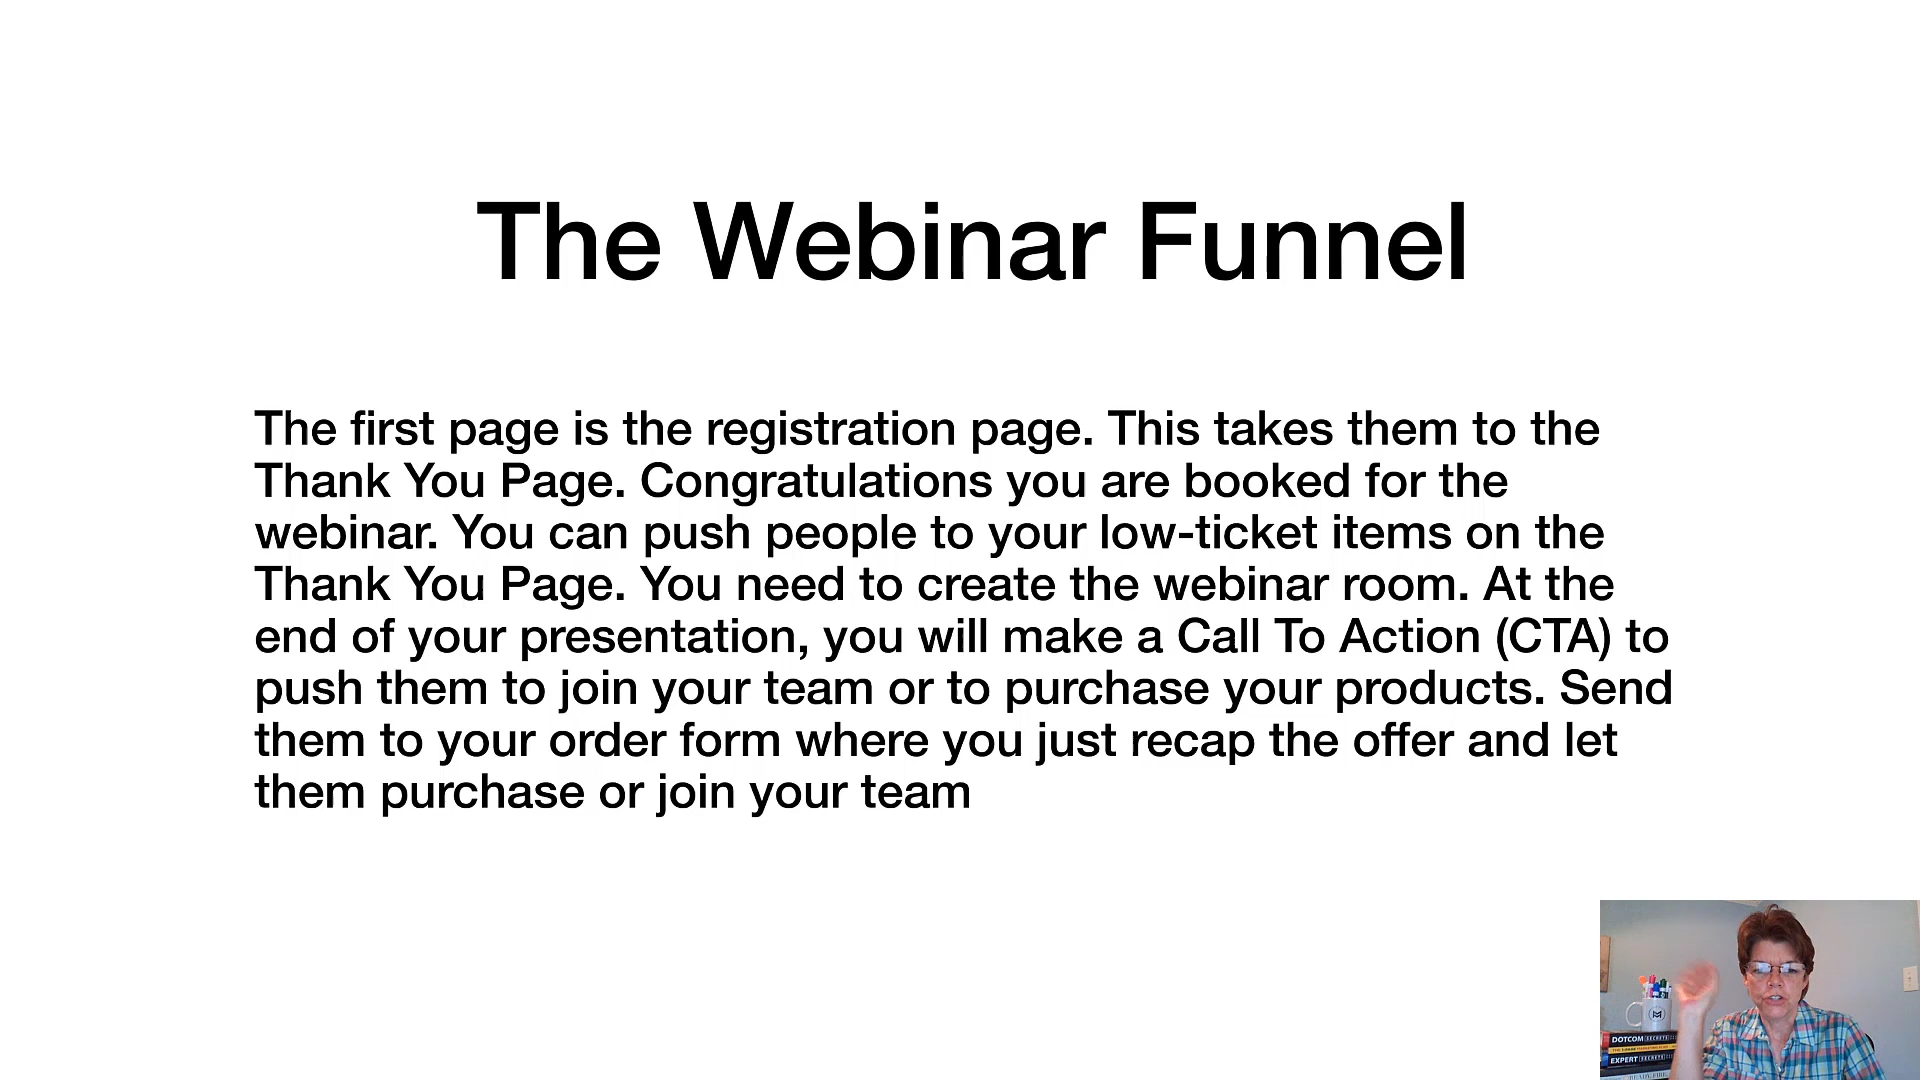 The Webinar Funnel
The first page is the registration page. This takes them to the
Thank You Page. Congratulations you are booked for the
webinar. You can push people to your low-ticket items on the
Thank You Page. You need to create the webinar room. At the
end of your presentation, you will make a Call To Action (CTA) to
push them to join your team or to purchase your products. Send
them to your order form where you just recap the offer and let
them purchase or join your team
DOTCOM SECRETS
EXPERT SECRETS